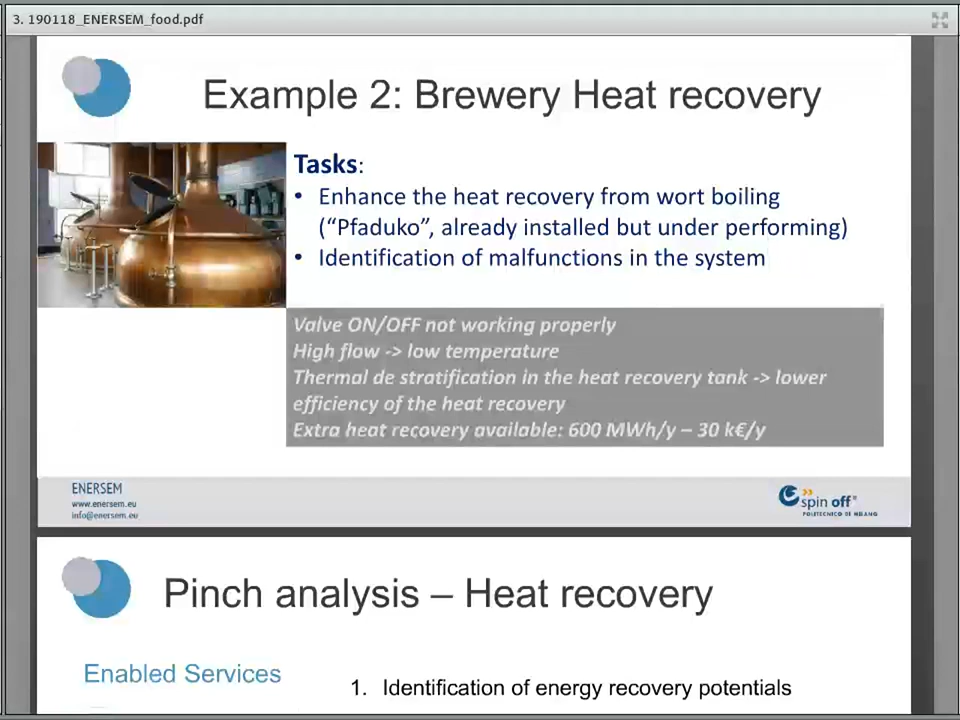 3. 190118_ENERSEM_food.pdf
Example 2: Brewery Heat recovery
Tasks:
• Enhance the heat recovery from wort boiling
(“Pfaduko”, already installed but under performing)
• Identification of malfunctions in the system
Valve ON/OFF not working properly
High flow -> low temperature
Thermal de stratification in the heat recovery tank -> lower
efficiency of the heat recovery
Extra heat recovery available: 600 MWh/y – 30 k€/y
ENERSEM
www.enersem.eu
info@enersem.eu
spin off
POLITECNICO DI MILANO
Pinch analysis – Heat recovery
Enabled Services
1. Identification of energy recovery potentials